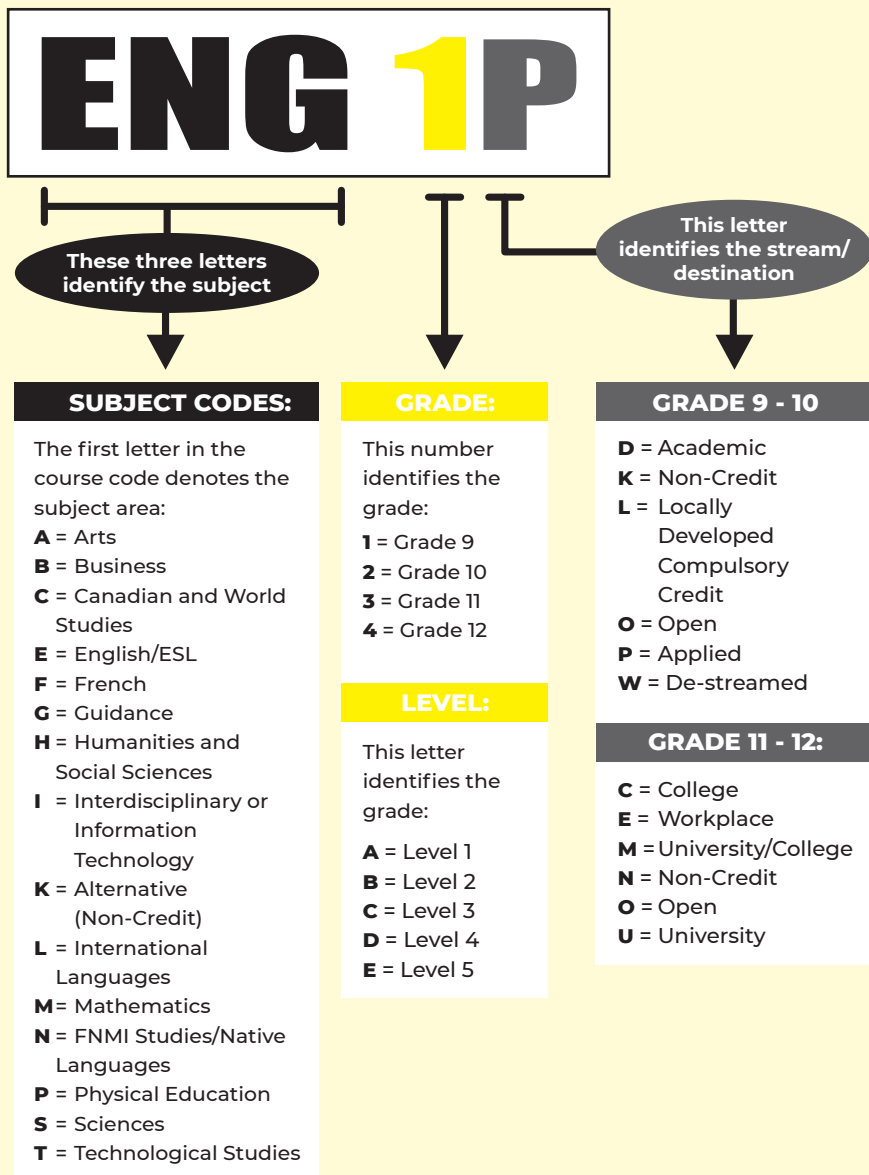 ENG 1P
These three letters
identify the subject
This letter
identifies the stream/
destination
SUBJECT CODES:
The first letter in the
course code denotes the
subject area:
A = Arts
B = Business
C = Canadian and World
Studies
E = English/ESL
F = French
G = Guidance
H = Humanities and
Social Sciences
I = Interdisciplinary or
Information
Technology
K = Alternative
(Non-Credit)
L = International
Languages
M = Mathematics
N = FNMI Studies/Native
Languages
P = Physical Education
S = Sciences
T = Technological Studies
GRADE:
This number
identifies the
grade:
1 = Grade 9
2 = Grade 10
3 = Grade 11
4 = Grade 12
LEVEL:
This letter
identifies the
grade:
A = Level 1
B = Level 2
C = Level 3
D = Level 4
E = Level 5
GRADE 9 - 10
D = Academic
K = Non-Credit
L = Locally
Developed
Compulsory
Credit
O = Open
P = Applied
W = De-streamed
GRADE 11 - 12:
C = College
E = Workplace
M = University/College
N = Non-Credit
O = Open
U = University